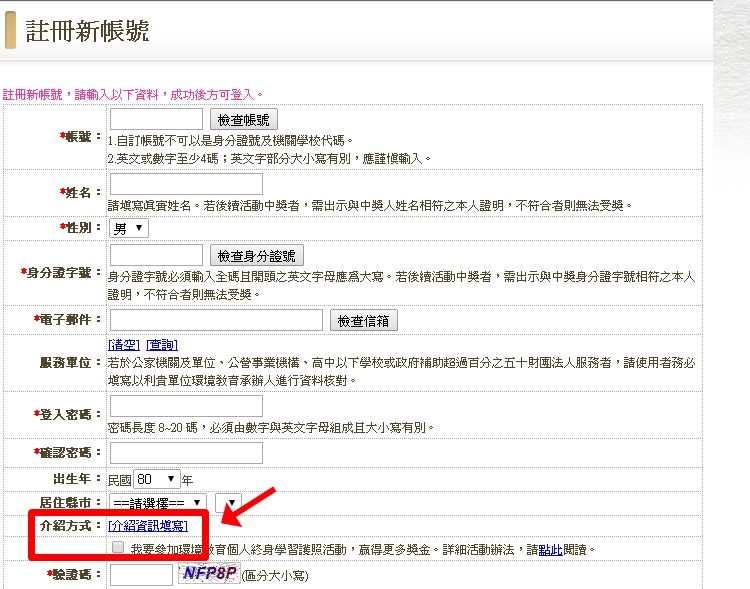 註冊新帳號
註冊新帳號，請輸入以下資料，成功後方可登入。
*帳號： 檢查帳號
1.自訂帳號不可以是身分證號及機關學校代碼。
2.英文或數字至少4碼；英文字部分大小寫有別，應謹慎輸入。
*姓名：
請填寫真實姓名。若後續活動中獎者，需出示與中獎人姓名相符之本人證明，不符合者則無法受獎。
*性別： 男
*身分證字號： 檢查身分證號
身分證字號必須輸入全碼且開頭之英文字母應為大寫。若後續活動中獎者，需出示與中獎身分證字號相符之本人
證明，不符合者則無法受獎。
*電子郵件： 檢查信箱
服務單位： [清空] [查詢]
若於公家機關及單位、公營事業機構、高中以下學校或政府補助超過百分之五十財團法人服務者，請使用者務必
填寫以利貴單位環境教育承辦人進行資料核對。
*登入密碼：
密碼長度 8~20 碼，必須由數字與英文字母組成且大小寫有別。
*確認密碼：
出生年： 民國 80 年
居住縣市： ==請選擇==
介紹方式： [介紹資訊填寫]
我要參加環境教育個人終身學習護照活動，贏得更多獎金。詳細活動辦法，請點此閱讀。
*驗證碼： NFP8P (區分大小寫)